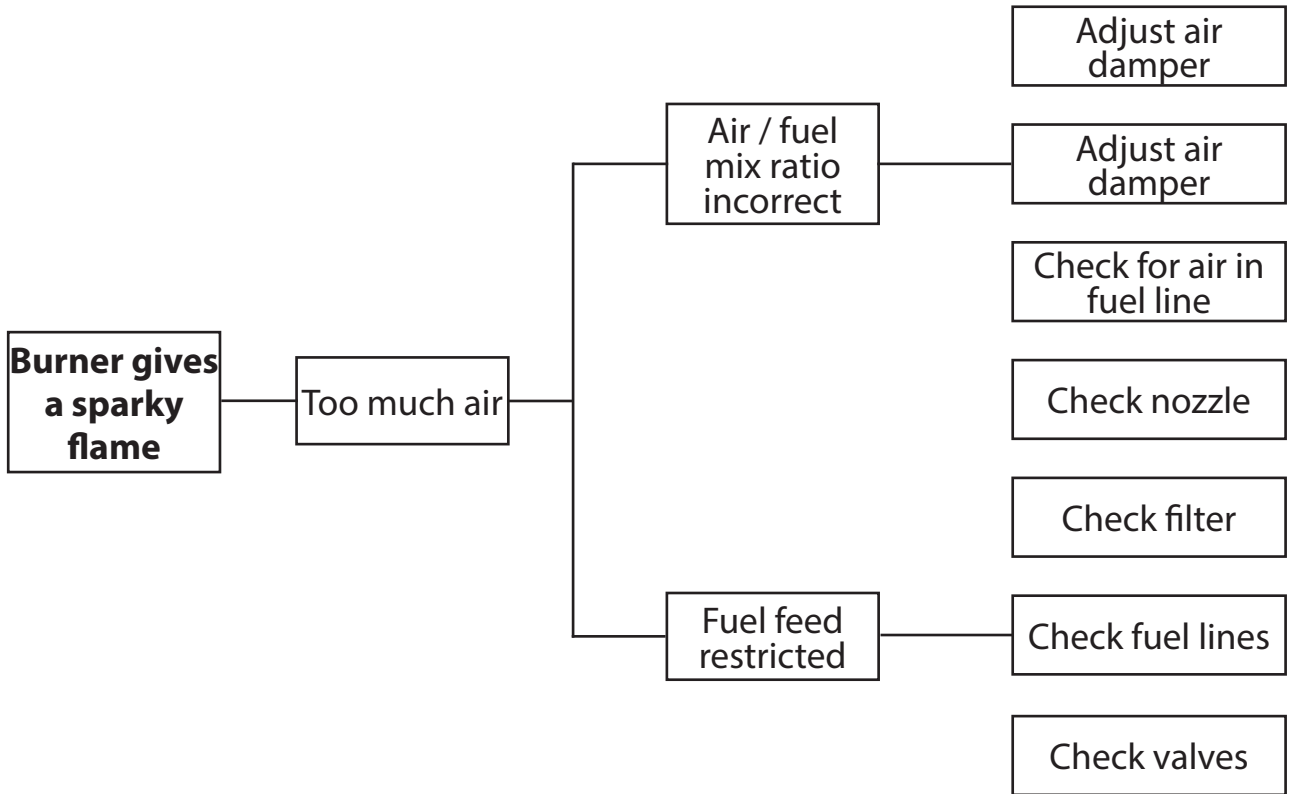 Adjust air
damper
Air / fuel
mix ratio
incorrect
Adjust air
damper
Check for air in
fuel line
Burner gives
a sparky
flame
Too much air
Check nozzle
Check filter
Fuel feed
restricted
Check fuel lines
Check valves